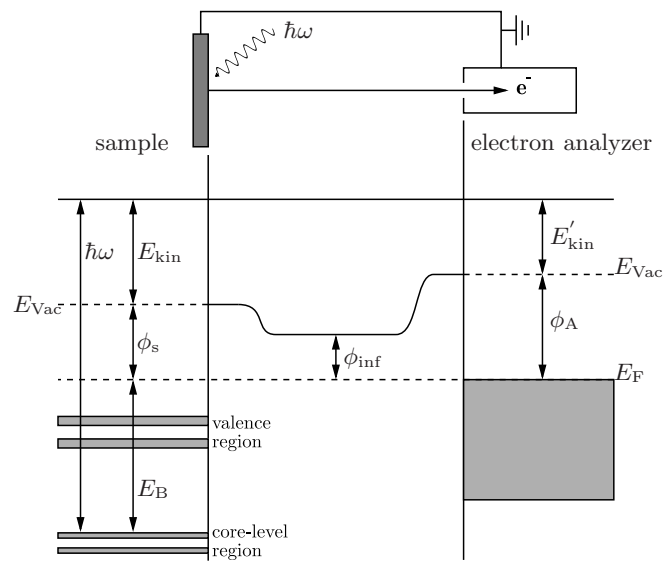 ħω
e⁻
sample
electron analyzer
ħω
E_kin
E'_kin
E_Vac
E_Vac
ϕ_s
ϕ_inf
ϕ_A
E_F
valence
region
E_B
core-level
region